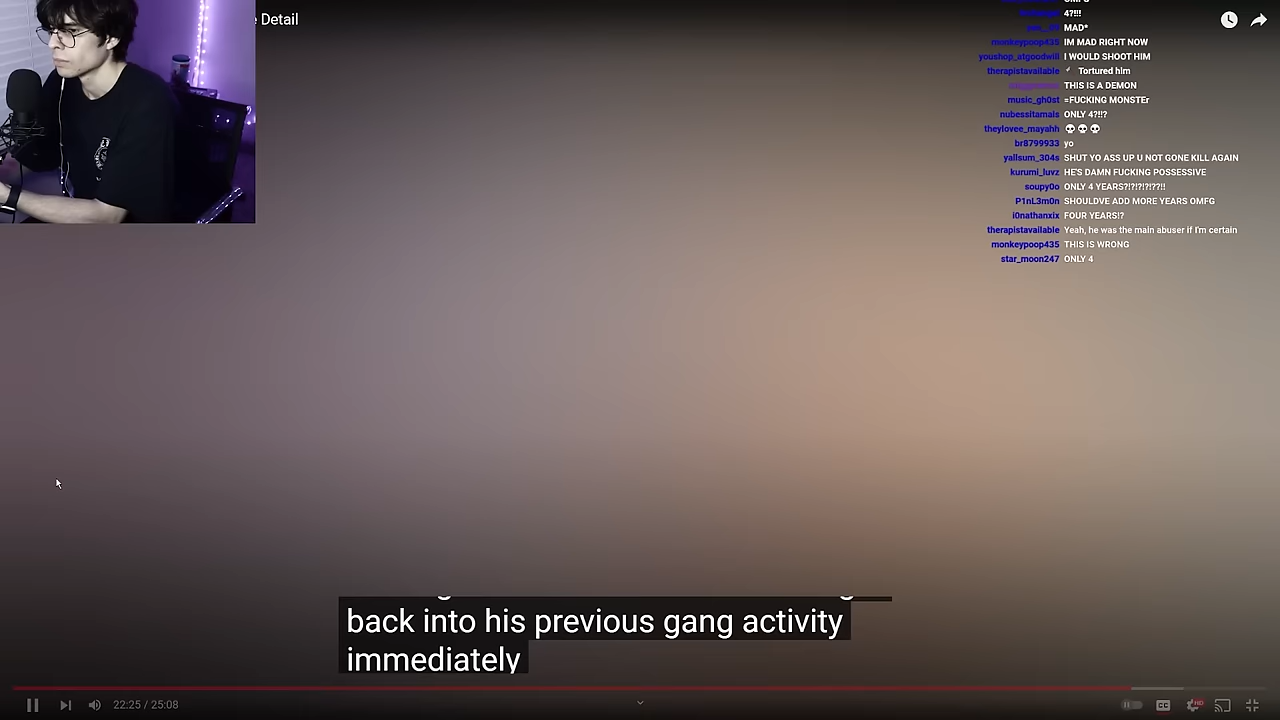 e Detail
4?!!!
MAD*
monkeypoop435 IM MAD RIGHT NOW
youshop_atgoodwill I WOULD SHOOT HIM
therapistavailable Tortured him
THIS IS A DEMON
music_gh0st =FUCKING MONSTEr
nubessitamals ONLY 4?!!?
theylovee_mayahh 💀💀💀
br8799933 yo
yallsum_304s SHUT YO ASS UP U NOT GONE KILL AGAIN
kurumi_luvz HE'S DAMN FUCKING POSSESSIVE
soupy0o ONLY 4 YEARS?!?!?!?!??!!
P1nL3m0n SHOULDVE ADD MORE YEARS OMFG
i0nathanxix FOUR YEARS!?
therapistavailable Yeah, he was the main abuser if I'm certain
monkeypoop435 THIS IS WRONG
star_moon247 ONLY 4
back into his previous gang activity
immediately
22:25 / 25:08
CC
HD